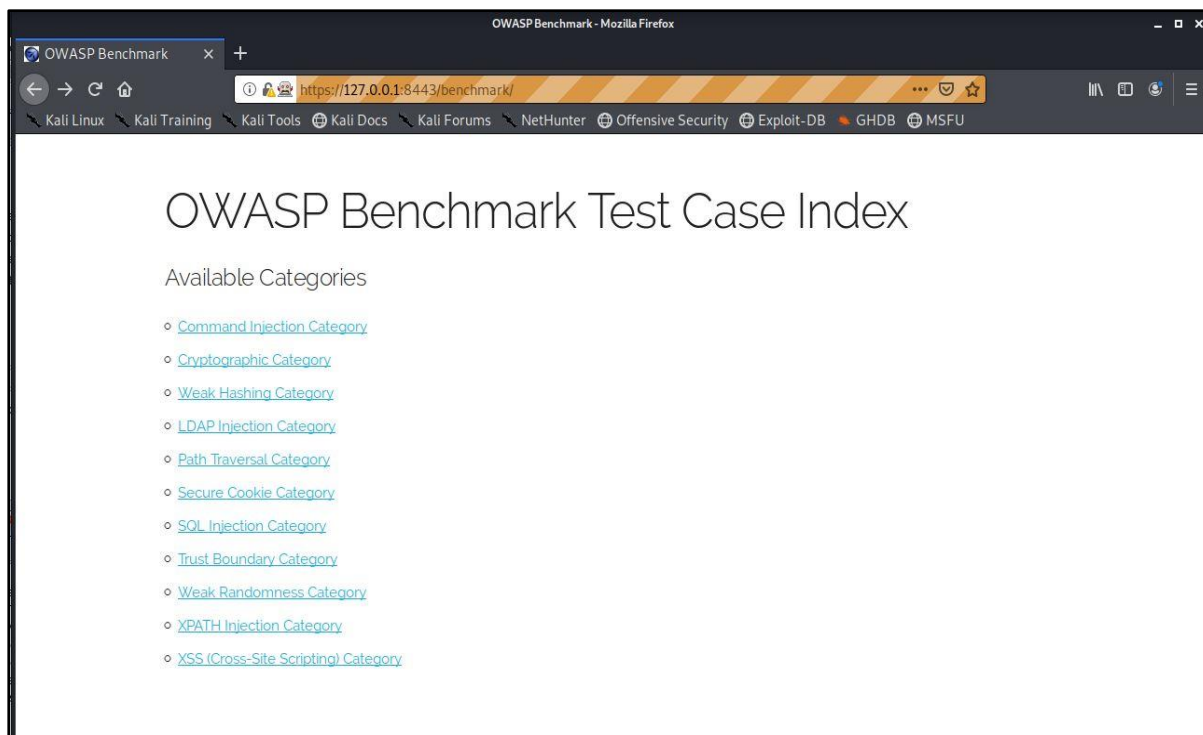 OWASP Benchmark - Mozilla Firefox
OWASP Benchmark
https://127.0.0.1:8443/benchmark/
Kali Linux Kali Training Kali Tools Kali Docs Kali Forums NetHunter Offensive Security Exploit-DB GHDB MSFU
OWASP Benchmark Test Case Index
Available Categories
Command Injection Category
Cryptographic Category
Weak Hashing Category
LDAP Injection Category
Path Traversal Category
Secure Cookie Category
SQL Injection Category
Trust Boundary Category
Weak Randomness Category
XPATH Injection Category
XSS (Cross-Site Scripting) Category